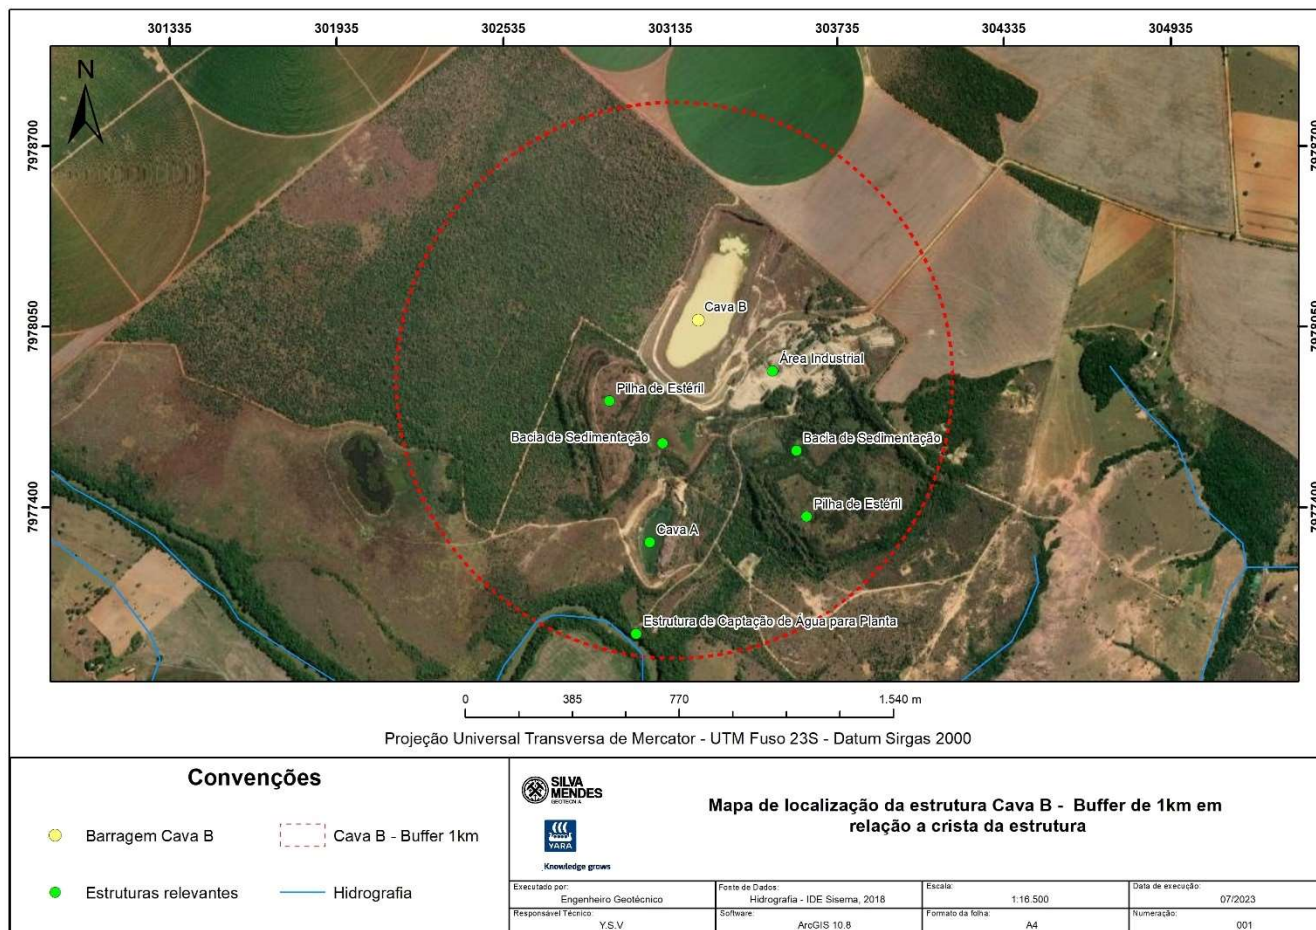 301335 301935 302535 303135 303735 304335 304935
N
7978700
7978700
Cava B
7978050
7978050
Área Industrial
Pilha de Estéril
Bacia de Sedimentação
Bacia de Sedimentação
7977400
7977400
Pilha de Estéril
Cava A
Estrutura de Captação de Água para Planta
0 385 770 1.540 m
Projeção Universal Transversa de Mercator - UTM Fuso 23S - Datum Sirgas 2000
Convenções
Barragem Cava B
Cava B - Buffer 1km
Estruturas relevantes
Hidrografia
SILVA
MENDES
GEOTECNIA
YARA
Knowledge grows
Mapa de localização da estrutura Cava B - Buffer de 1km em
relação a crista da estrutura
Executado por:
Engenheiro Geotécnico
Fonte de Dados:
Hidrografia - IDE Sisema, 2018
Escala:
1:16.500
Data de execução:
07/2023
Responsável Técnico:
Y.S.V
Software:
ArcGIS 10.8
Formato da folha:
A4
Numeração:
001